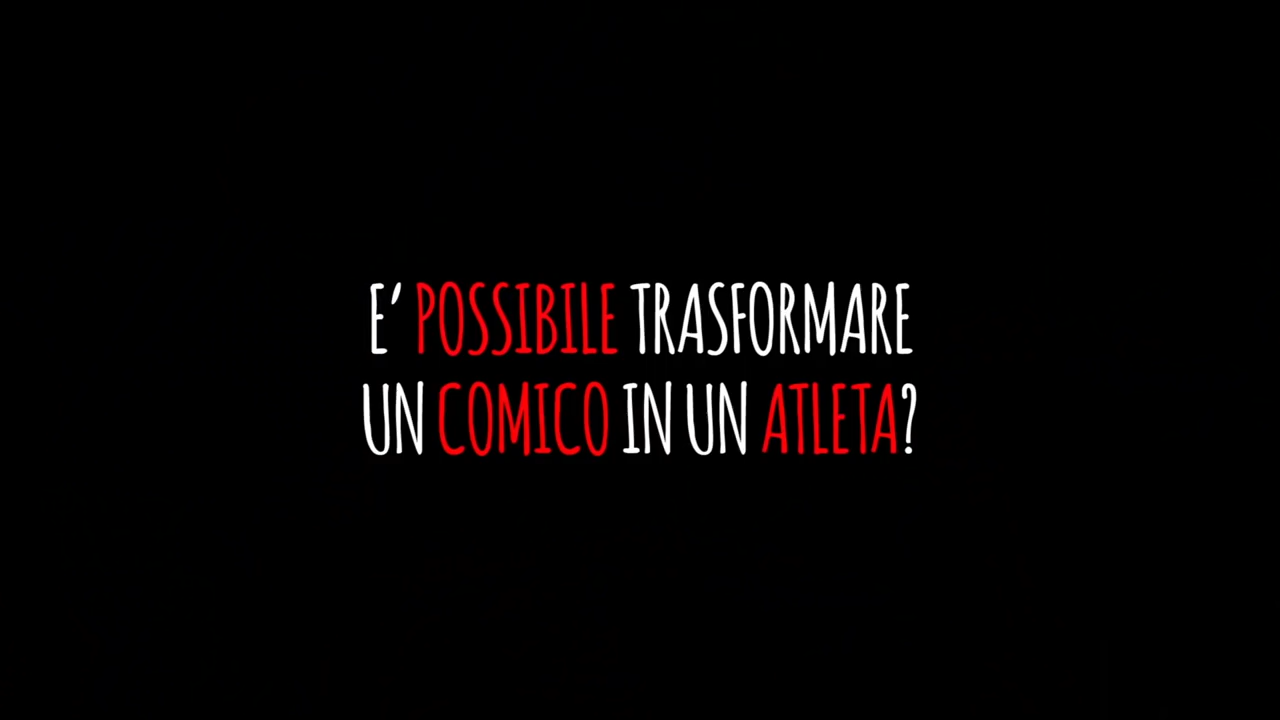 E' POSSIBILE TRASFORMARE
UN COMICO IN UN ATLETA?